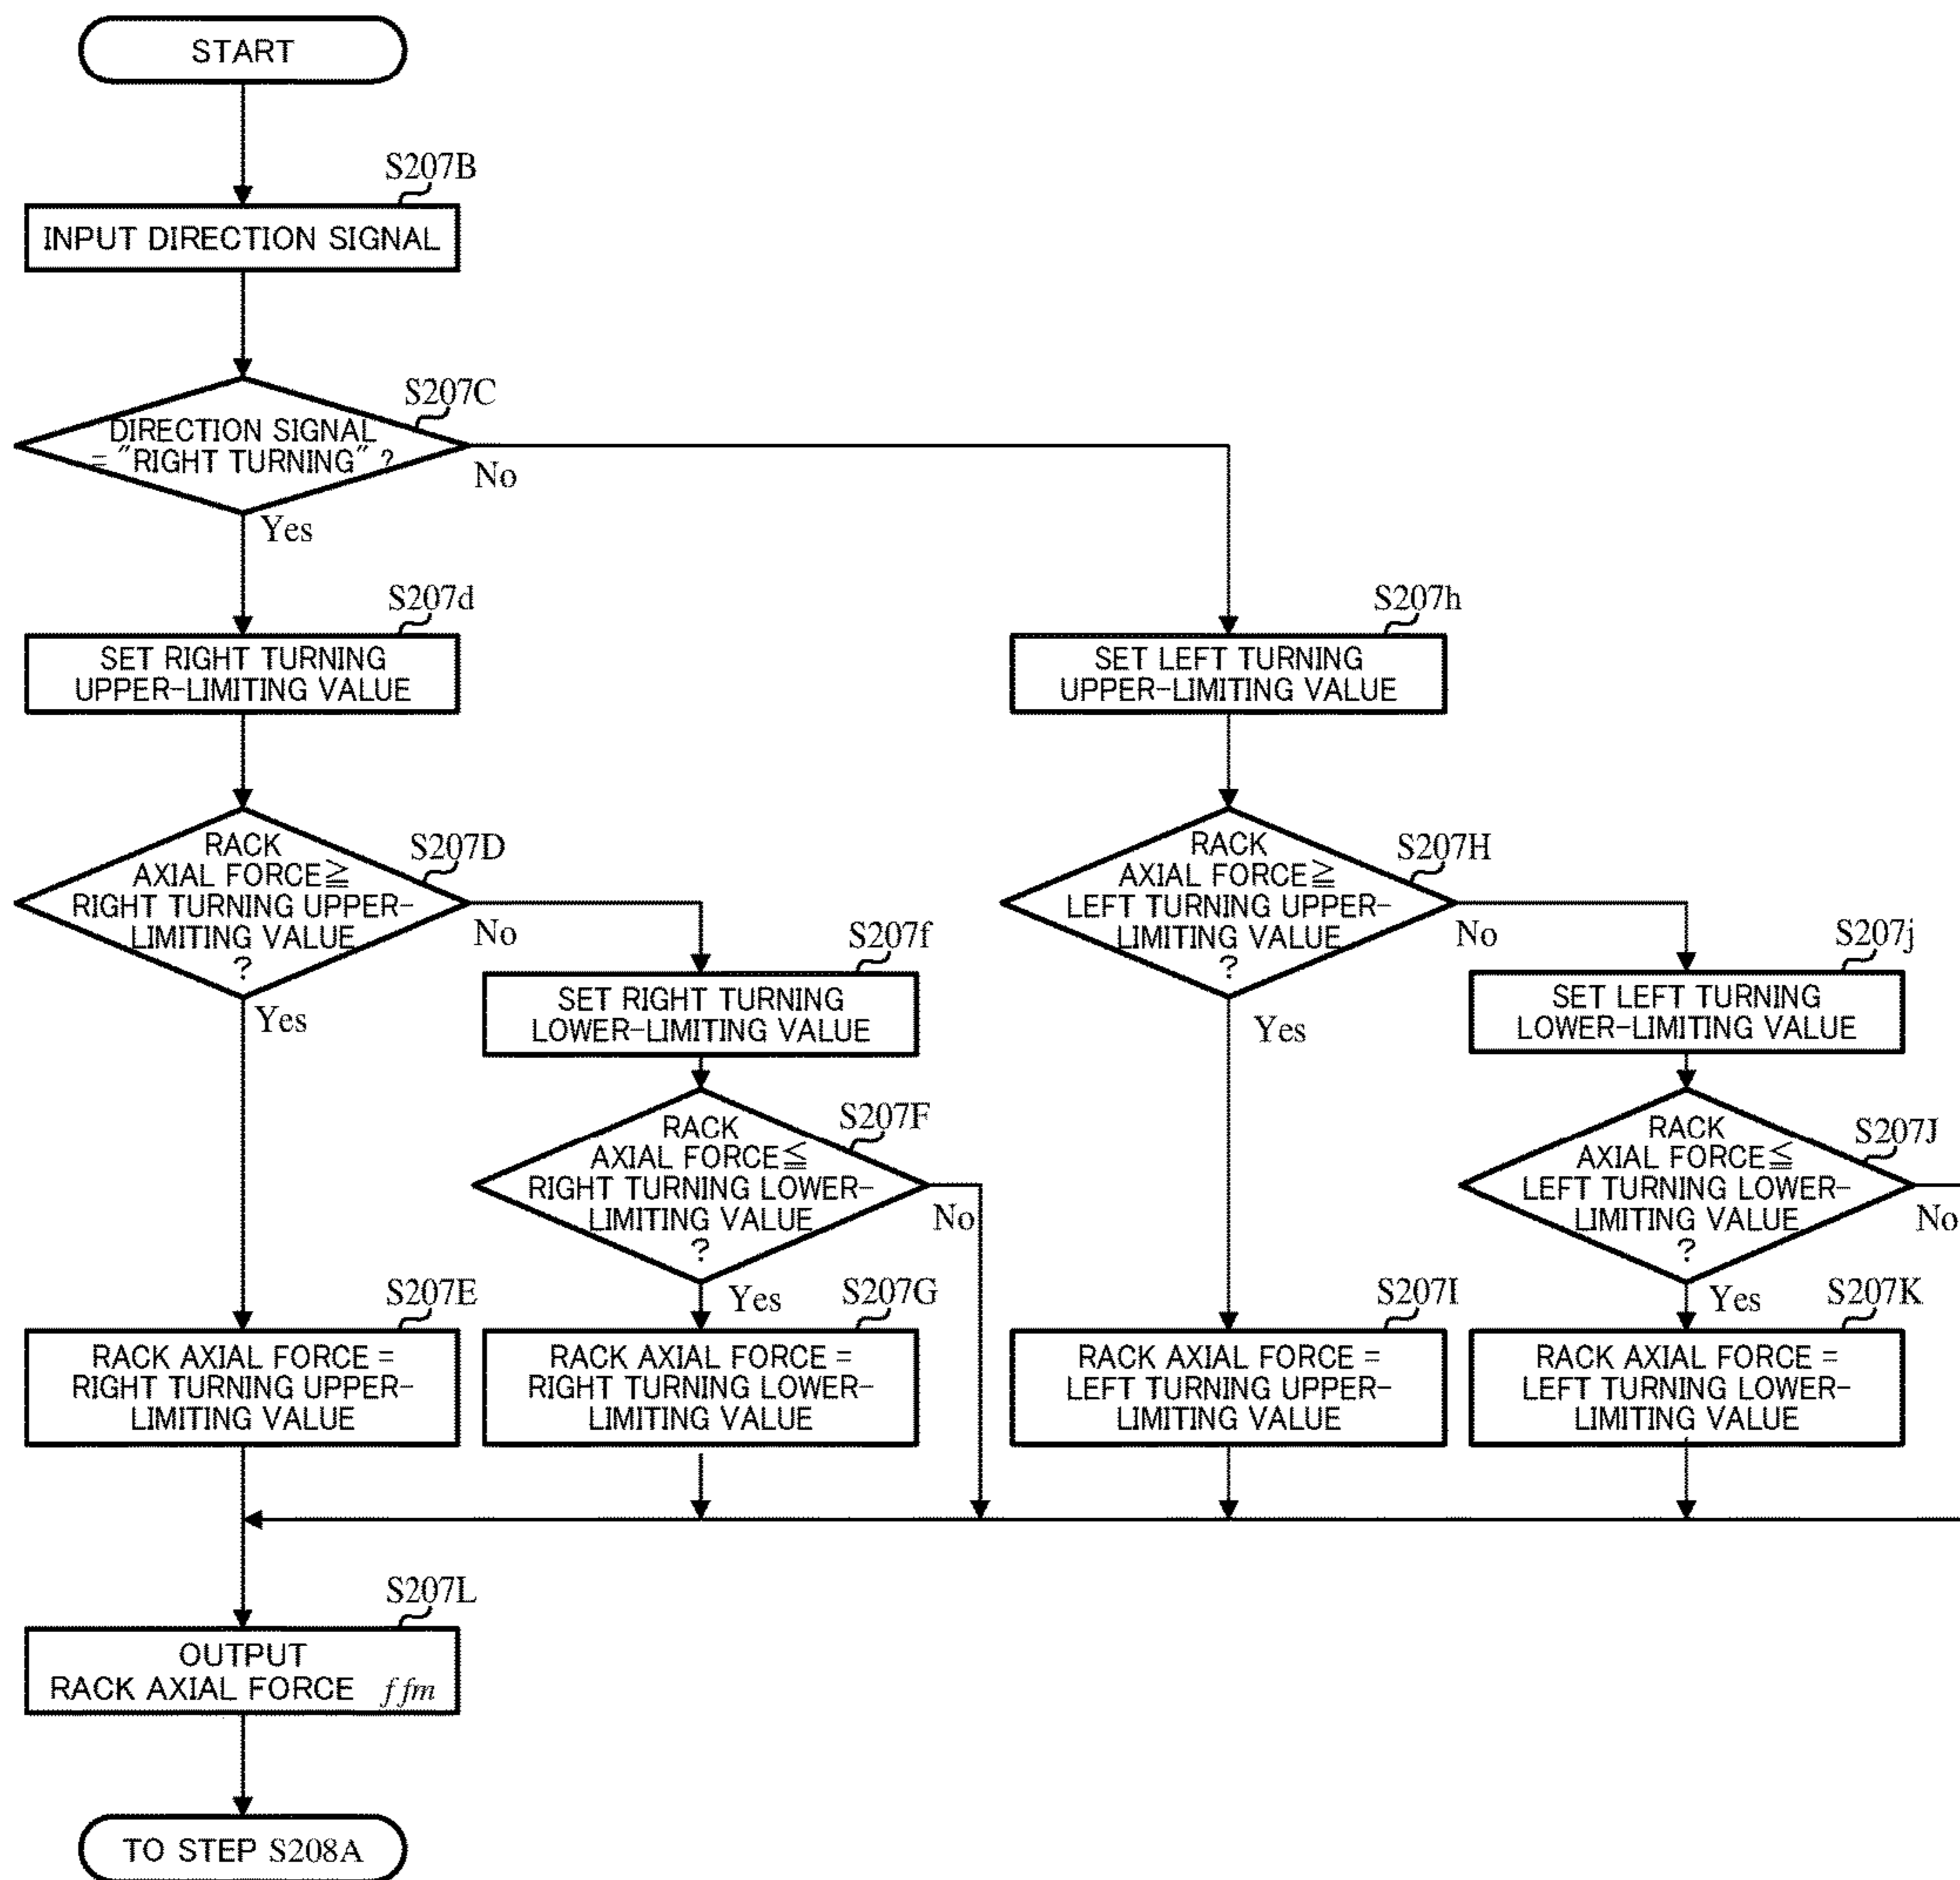 START
S207B
INPUT DIRECTION SIGNAL
S207C
DIRECTION SIGNAL
= "RIGHT TURNING" ?
No
Yes
S207d
SET RIGHT TURNING
UPPER-LIMITING VALUE
S207h
SET LEFT TURNING
UPPER-LIMITING VALUE
S207D
RACK
AXIAL FORCE≧
RIGHT TURNING UPPER-
LIMITING VALUE
?
No
Yes
S207f
SET RIGHT TURNING
LOWER-LIMITING VALUE
S207F
RACK
AXIAL FORCE≦
RIGHT TURNING LOWER-
LIMITING VALUE
?
No
Yes
S207H
RACK
AXIAL FORCE≧
LEFT TURNING UPPER-
LIMITING VALUE
?
No
Yes
S207j
SET LEFT TURNING
LOWER-LIMITING VALUE
S207J
RACK
AXIAL FORCE≦
LEFT TURNING LOWER-
LIMITING VALUE
?
No
Yes
S207E
RACK AXIAL FORCE =
RIGHT TURNING UPPER-
LIMITING VALUE
S207G
RACK AXIAL FORCE =
RIGHT TURNING LOWER-
LIMITING VALUE
S207I
RACK AXIAL FORCE =
LEFT TURNING UPPER-
LIMITING VALUE
S207K
RACK AXIAL FORCE =
LEFT TURNING LOWER-
LIMITING VALUE
S207L
OUTPUT
RACK AXIAL FORCE ffm
TO STEP S208A